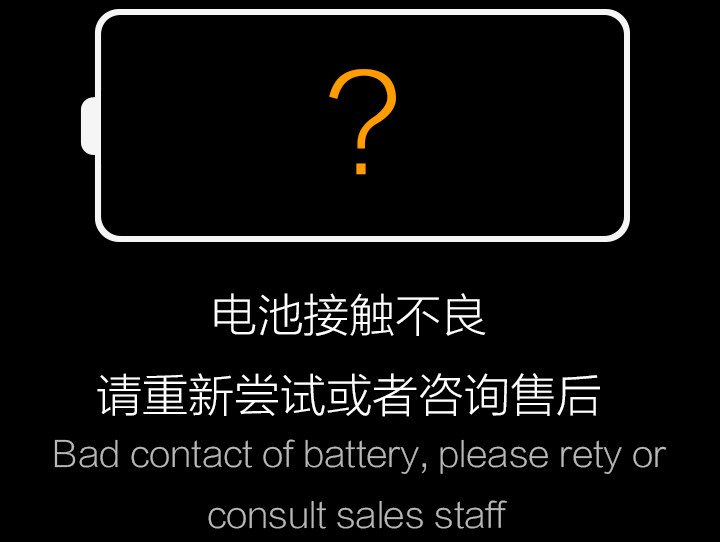 ?
电池接触不良
请重新尝试或者咨询售后
Bad contact of battery, please rety or
consult sales staff